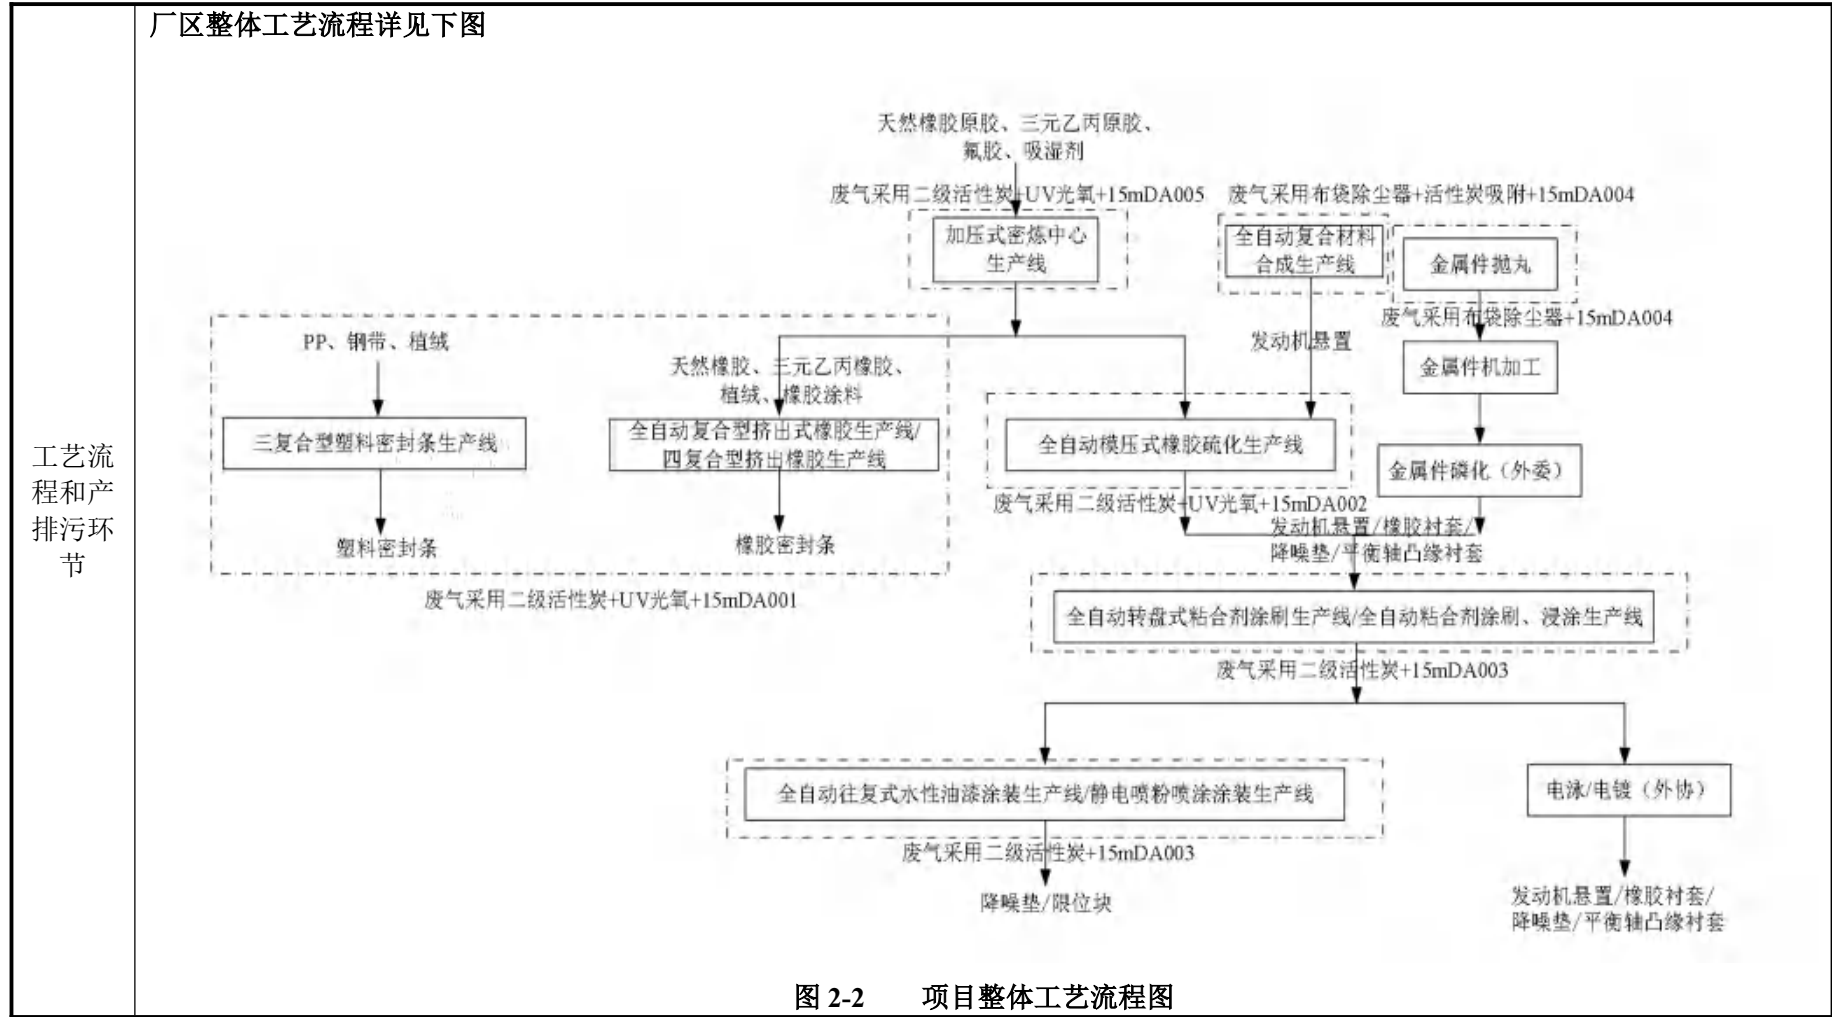 厂区整体工艺流程详见下图
工艺流
程和产
排污环
节
天然橡胶原胶、三元乙丙原胶、
氟胶、吸湿剂
废气采用二级活性炭+UV光氧+15mDA005
废气采用布袋除尘器+活性炭吸附+15mDA004
加压式密炼中心
生产线
全自动复合材料
合成生产线
金属件抛丸
废气采用布袋除尘器+15mDA004
PP、钢带、植绒
发动机悬置
天然橡胶、三元乙丙橡胶、
植绒、橡胶涂料
金属件机加工
三复合型塑料密封条生产线
全自动复合型挤出式橡胶生产线/
四复合型挤出橡胶生产线
全自动模压式橡胶硫化生产线
金属件磷化（外委）
废气采用二级活性炭+UV光氧+15mDA002
塑料密封条
橡胶密封条
发动机悬置/橡胶衬套/
降噪垫/平衡轴凸缘衬套
废气采用二级活性炭+UV光氧+15mDA001
全自动转盘式粘合剂涂刷生产线/全自动粘合剂涂刷、浸涂生产线
废气采用二级活性炭+15mDA003
全自动往复式水性油漆涂装生产线/静电喷粉喷涂涂装生产线
电泳/电镀（外协）
废气采用二级活性炭+15mDA003
降噪垫/限位块
发动机悬置/橡胶衬套/
降噪垫/平衡轴凸缘衬套
图 2-2 项目整体工艺流程图